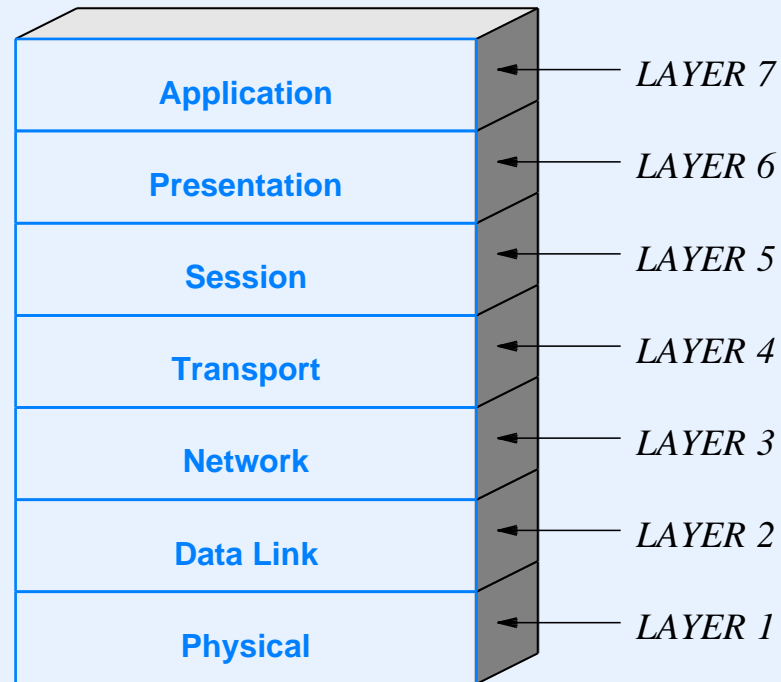 Application
LAYER 7
Presentation
LAYER 6
Session
LAYER 5
Transport
LAYER 4
Network
LAYER 3
Data Link
LAYER 2
Physical
LAYER 1